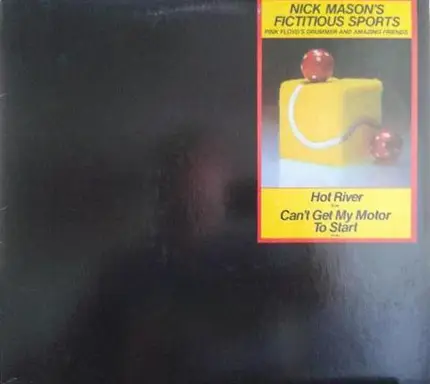 NICK MASON'S
FICTITIOUS SPORTS
PINK FLOYD'S DRUMMER AND AMAZING FRIENDS
Hot River
Can't Get My Motor
To Start